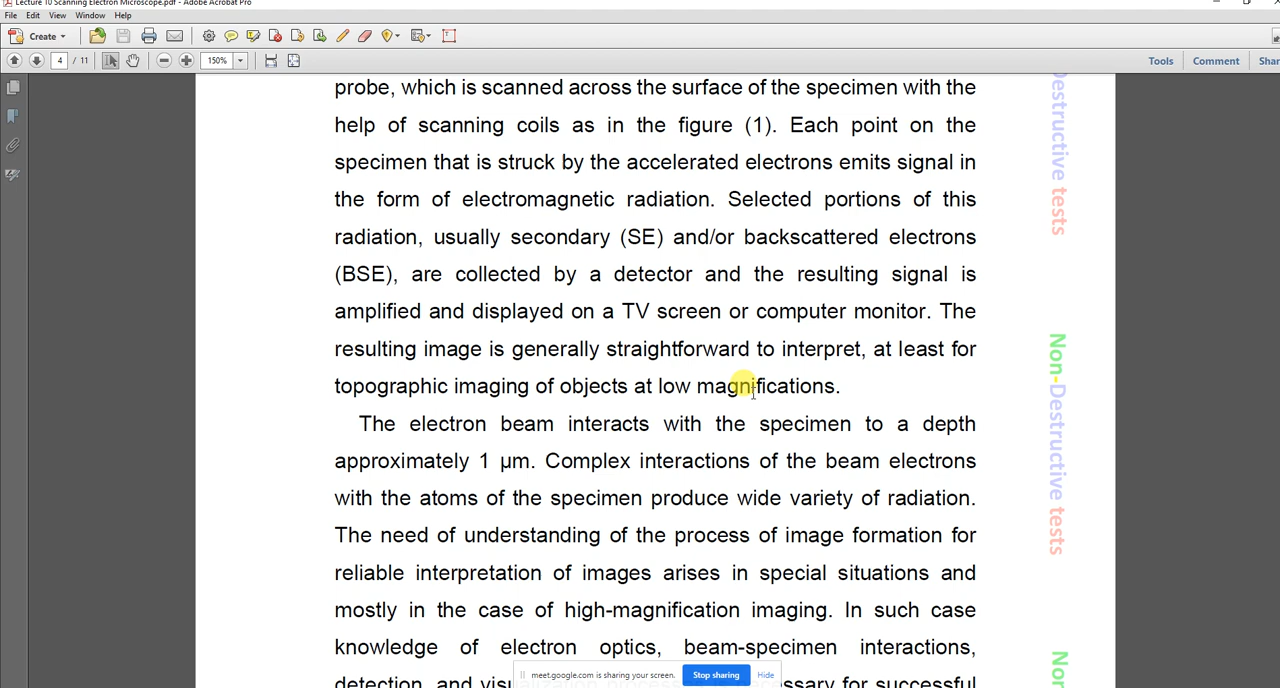 Lecture 10 Scanning Electron Microscope.pdf - Adobe Acrobat Pro
File Edit View Window Help
Create
4 / 11 150% Tools Comment
probe, which is scanned across the surface of the specimen with the
help of scanning coils as in the figure (1). Each point on the
specimen that is struck by the accelerated electrons emits signal in
the form of electromagnetic radiation. Selected portions of this
radiation, usually secondary (SE) and/or backscattered electrons
(BSE), are collected by a detector and the resulting signal is
amplified and displayed on a TV screen or computer monitor. The
resulting image is generally straightforward to interpret, at least for
topographic imaging of objects at low magnifications.
The electron beam interacts with the specimen to a depth
approximately 1 µm. Complex interactions of the beam electrons
with the atoms of the specimen produce wide variety of radiation.
The need of understanding of the process of image formation for
reliable interpretation of images arises in special situations and
mostly in the case of high-magnification imaging. In such case
knowledge of electron optics, beam-specimen interactions,
detection, and for successful
Destructive tests
Non-Destructive tests
No
meet.google.com is sharing your screen. Stop sharing Hide